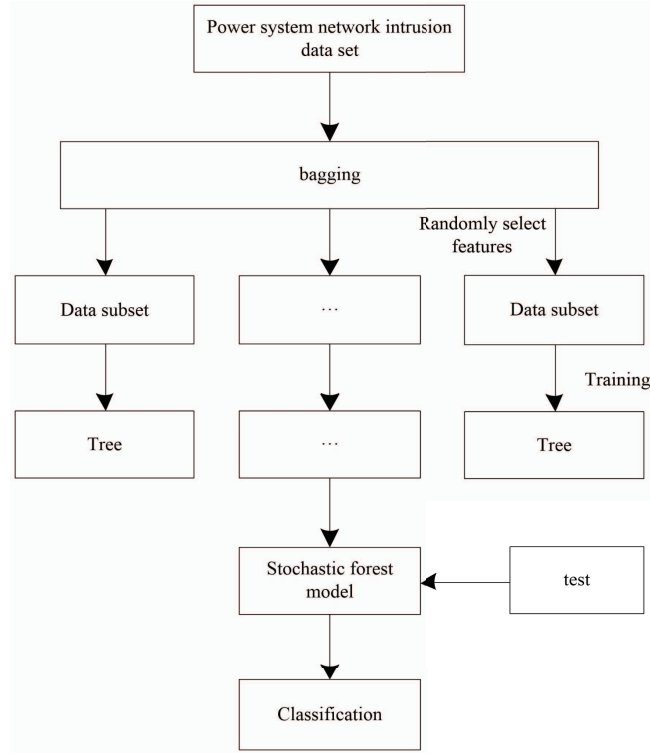 Power system network intrusion
data set
bagging
Randomly select
features
Data subset
...
Data subset
Training
Tree
...
Tree
Stochastic forest
model
test
Classification